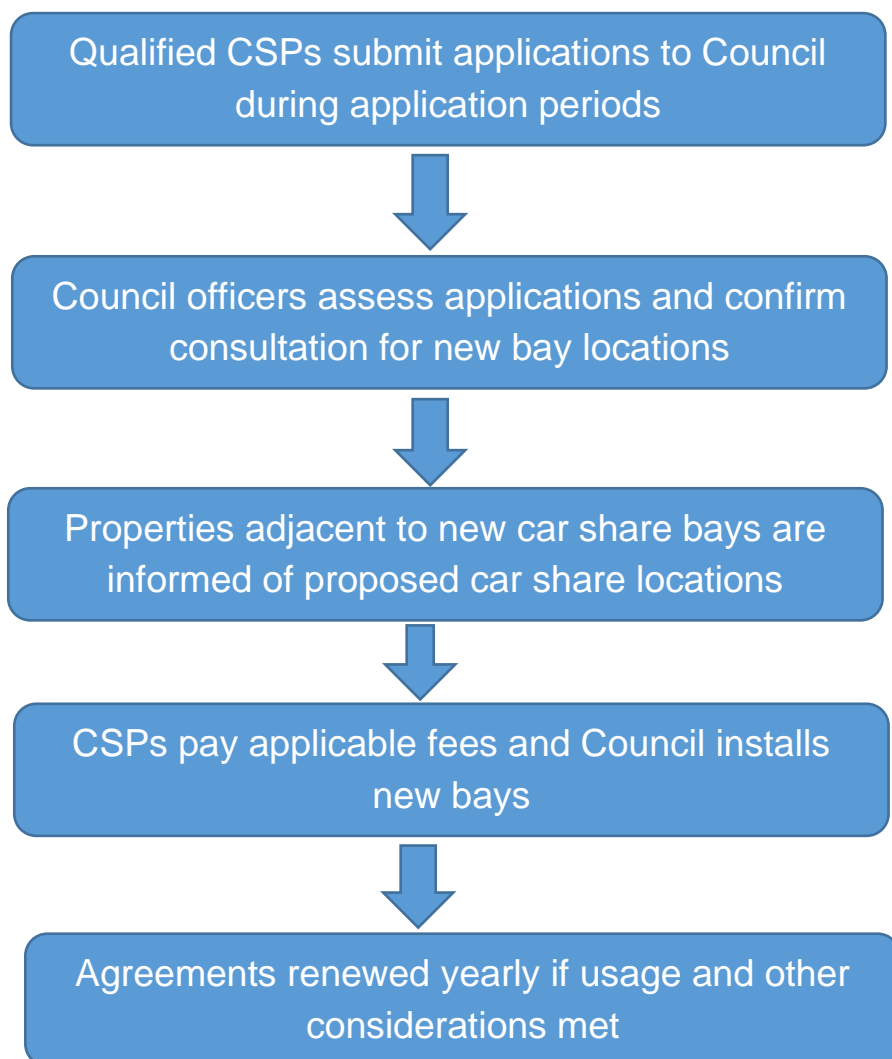 Qualified CSPs submit applications to Council
during application periods
Council officers assess applications and confirm
consultation for new bay locations
Properties adjacent to new car share bays are
informed of proposed car share locations
CSPs pay applicable fees and Council installs
new bays
Agreements renewed yearly if usage and other
considerations met